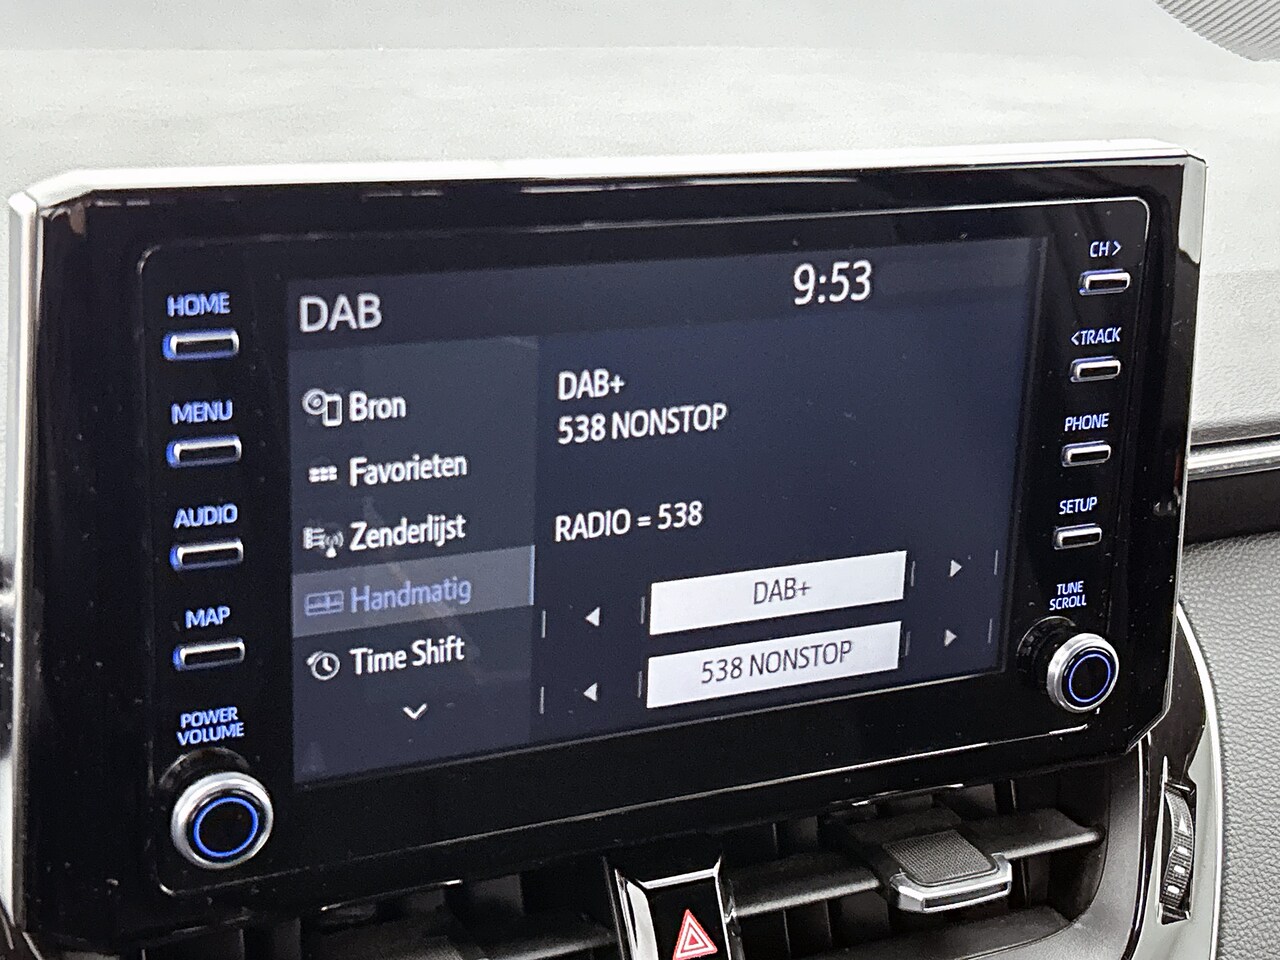 HOME
MENU
AUDIO
MAP
POWER
VOLUME
DAB
9:53
Bron
Favorieten
Zenderlijst
Handmatig
Time Shift
DAB+
538 NONSTOP
RADIO = 538
DAB+
538 NONSTOP
CH >
< TRACK
PHONE
SETUP
TUNE
SCROLL